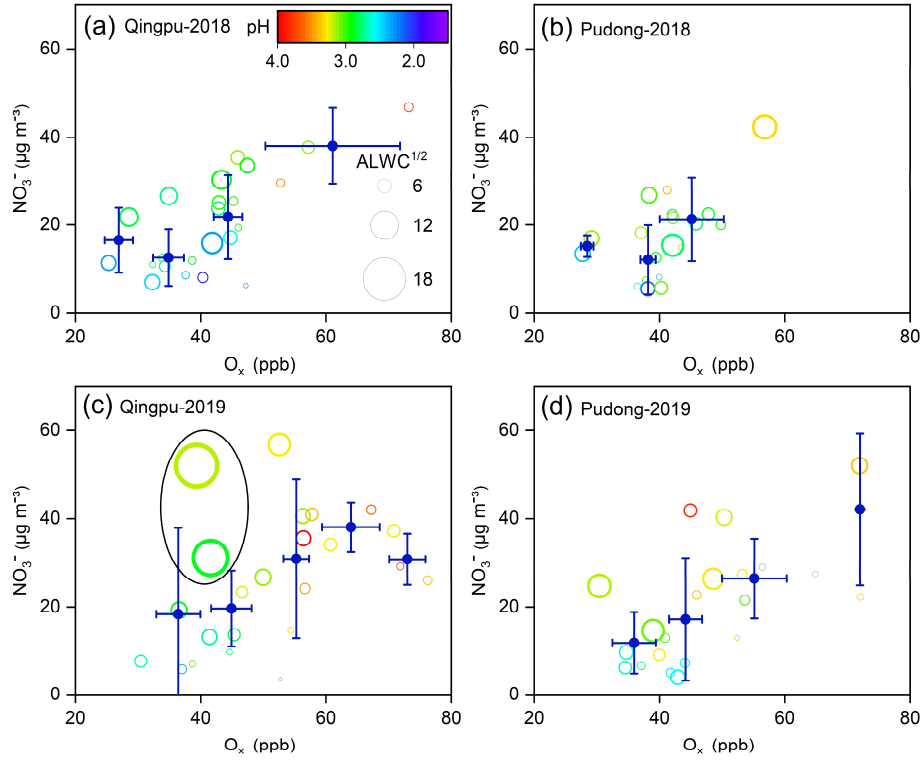 (a) Qingpu-2018
pH
4.0 3.0 2.0
60
40
20
0
NO₃⁻ (µg m⁻³)
ALWC¹ᐟ²
6
12
18
20 40 60 80
Oₓ (ppb)
(b) Pudong-2018
60
40
20
0
NO₃⁻ (µg m⁻³)
20 40 60 80
Oₓ (ppb)
(c) Qingpu-2019
60
40
20
0
NO₃⁻ (µg m⁻³)
20 40 60 80
Oₓ (ppb)
(d) Pudong-2019
60
40
20
0
NO₃⁻ (µg m⁻³)
20 40 60 80
Oₓ (ppb)